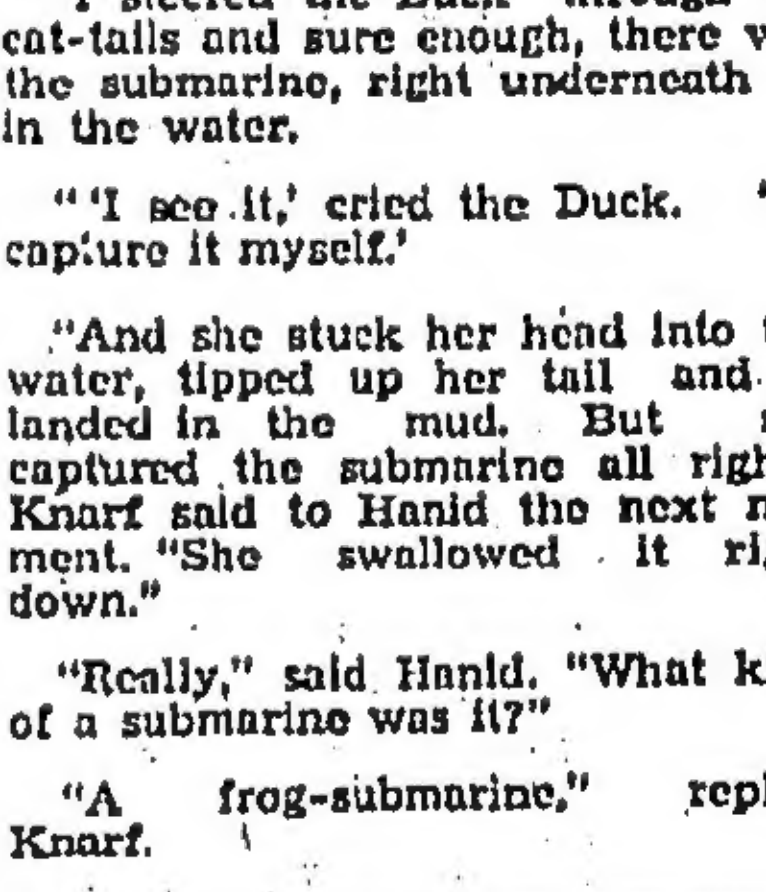 cat-tails and sure enough, there
the submarine, right underneath
in the water.
"'I see it,' cried the Duck.
capture it myself.'
"And she stuck her head into
water, tipped up her tail and
landed in the mud. But
captured the submarine all
Knarf said to Hanid the next
ment. "She swallowed it
down."
"Really," said Hanid. "What
of a submarine was it?"
"A frog-submarine,"
Knarf.